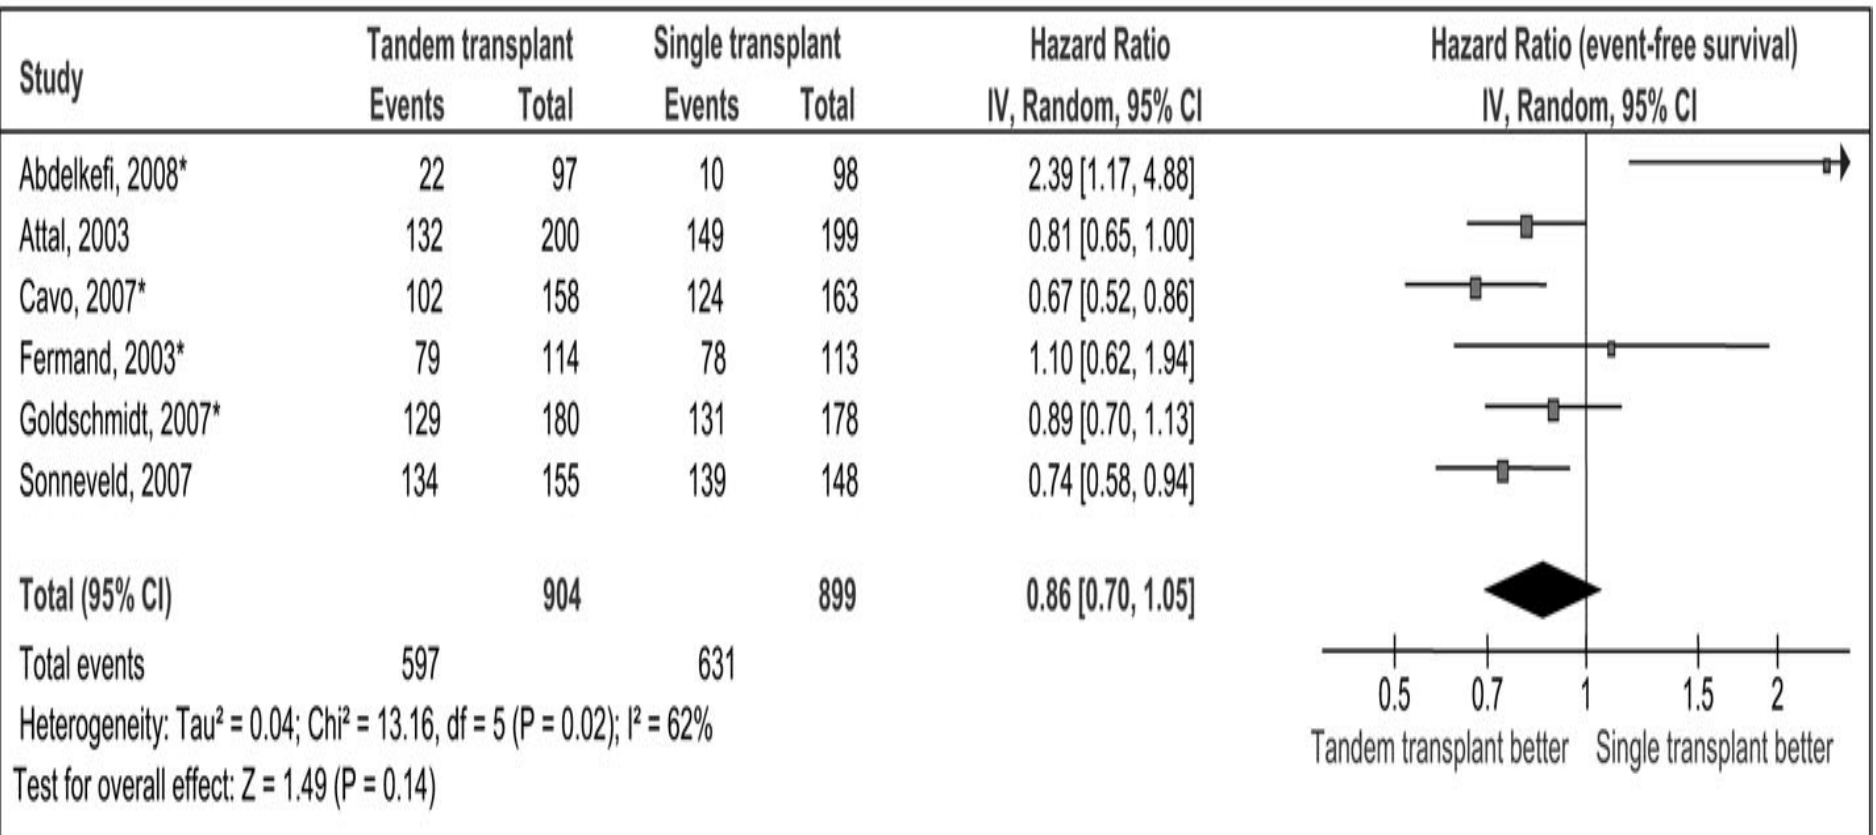 Study Tandem transplant Single transplant Hazard Ratio Hazard Ratio (event-free survival)
Events Total Events Total IV, Random, 95% CI IV, Random, 95% CI
Abdelkefi, 2008* 22 97 10 98 2.39 [1.17, 4.88]
Attal, 2003 132 200 149 199 0.81 [0.65, 1.00]
Cavo, 2007* 102 158 124 163 0.67 [0.52, 0.86]
Fermand, 2003* 79 114 78 113 1.10 [0.62, 1.94]
Goldschmidt, 2007* 129 180 131 178 0.89 [0.70, 1.13]
Sonneveld, 2007 134 155 139 148 0.74 [0.58, 0.94]
Total (95% CI) 904 899 0.86 [0.70, 1.05]
Total events 597 631
0.5 0.7 1 1.5 2
Heterogeneity: Tau² = 0.04; Chi² = 13.16, df = 5 (P = 0.02); I² = 62%
Tandem transplant better Single transplant better
Test for overall effect: Z = 1.49 (P = 0.14)